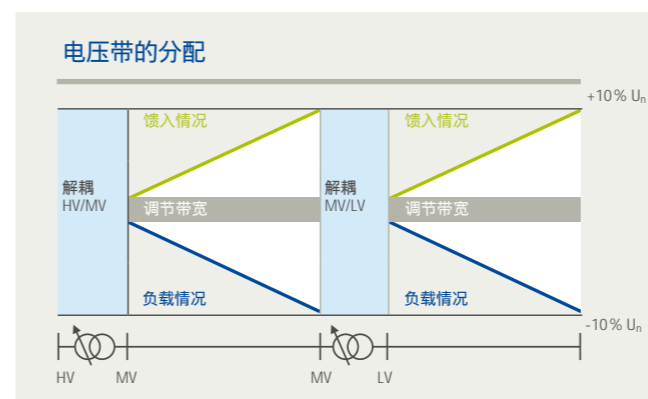 电压带的分配
+10% Un
馈入情况
馈入情况
解耦
HV/MV
解耦
MV/LV
调节带宽
调节带宽
负载情况
负载情况
-10% Un
HV
MV
MV
LV